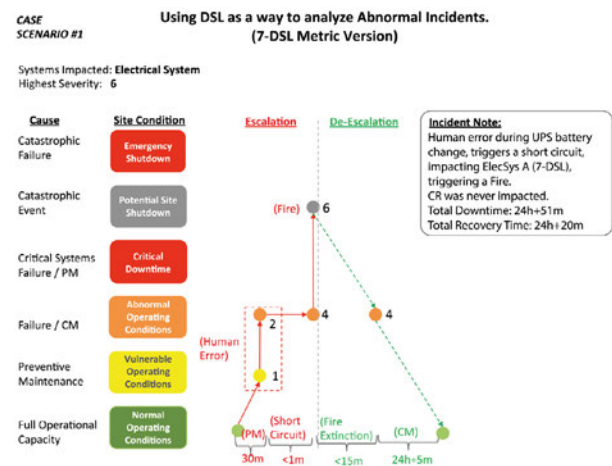 CASE
SCENARIO #1
Using DSL as a way to analyze Abnormal Incidents.
(7-DSL Metric Version)
Systems Impacted: Electrical System
Highest Severity: 6
Cause
Site Condition
Escalation
De-Escalation
Incident Note:
Human error during UPS battery
change, triggers a short circuit,
impacting ElecSys A (7-DSL),
triggering a Fire.
CR was never impacted.
Total Downtime: 24h+51m
Total Recovery Time: 24h+20m
Catastrophic
Failure
Emergency
Shutdown
Catastrophic
Event
Potential Site
Shutdown
(Fire)
6
Critical Systems
Failure / PM
Critical
Downtime
Failure / CM
Abnormal
Operating
Conditions
2
4
4
(Human
Error)
Preventive
Maintenance
Vulnerable
Operating
Conditions
1
Full Operational
Capacity
Normal
Operating
Conditions
(PM)
(Short
Circuit)
(Fire
Extinction)
(CM)
30m
<1m
<15m
24h+5m